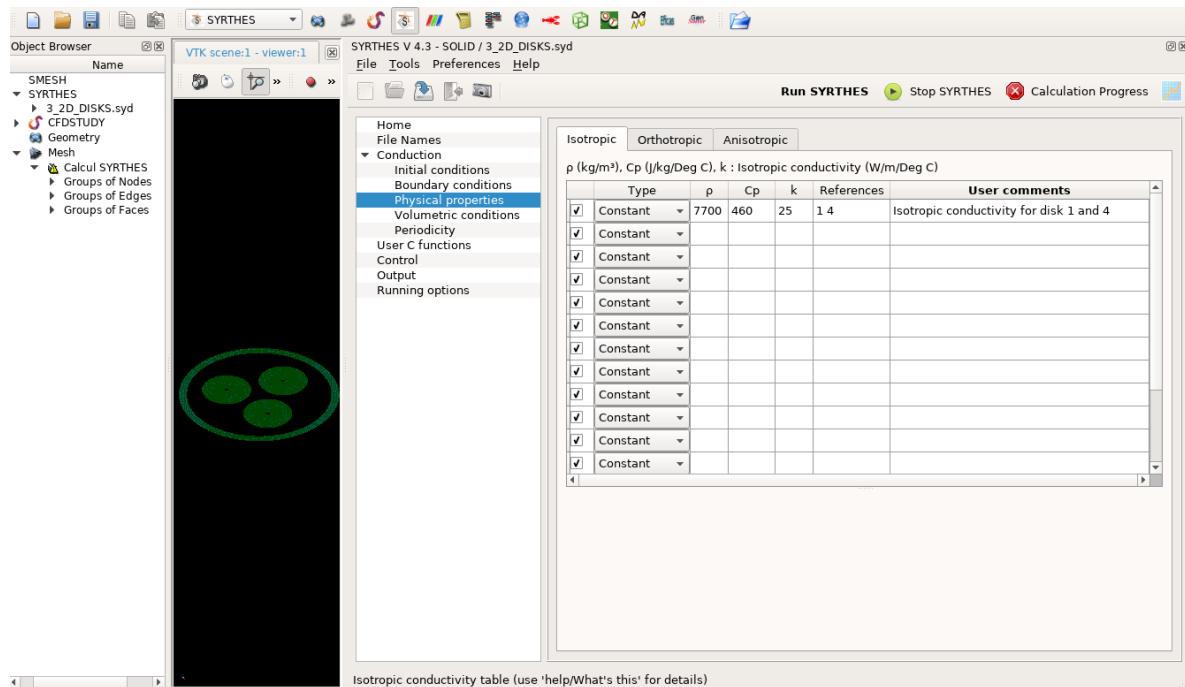 SYRTHES
Object Browser
Name
SMESH
SYRTHES
3_2D_DISKS.syd
CFDSTUDY
Geometry
Mesh
Calcul SYRTHES
Groups of Nodes
Groups of Edges
Groups of Faces
VTK scene:1 - viewer:1
»
»
SYRTHES V 4.3 - SOLID / 3_2D_DISKS.syd
File Tools Preferences Help
Run SYRTHES Stop SYRTHES Calculation Progress
Home
File Names
Conduction
Initial conditions
Boundary conditions
Physical properties
Volumetric conditions
Periodicity
User C functions
Control
Output
Running options
Isotropic Orthotropic Anisotropic
ρ (kg/m³), Cp (J/kg/Deg C), k : Isotropic conductivity (W/m/Deg C)
Type ρ Cp k References User comments
Constant 7700 460 25 1 4 Isotropic conductivity for disk 1 and 4
Constant
Constant
Constant
Constant
Constant
Constant
Constant
Constant
Constant
Constant
Constant
Isotropic conductivity table (use 'help/What's this' for details)